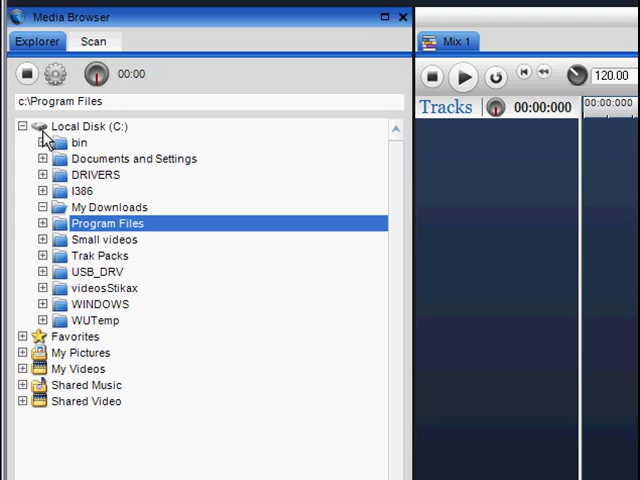 Media Browser
Explorer
Scan
Mix 1
00:00
120.00
c:\Program Files
Tracks
00:00:000
00:00:000
Local Disk (C:)
bin
Documents and Settings
DRIVERS
I386
My Downloads
Program Files
Small videos
Trak Packs
USB_DRV
videosStikax
WINDOWS
WUTemp
Favorites
My Pictures
My Videos
Shared Music
Shared Video